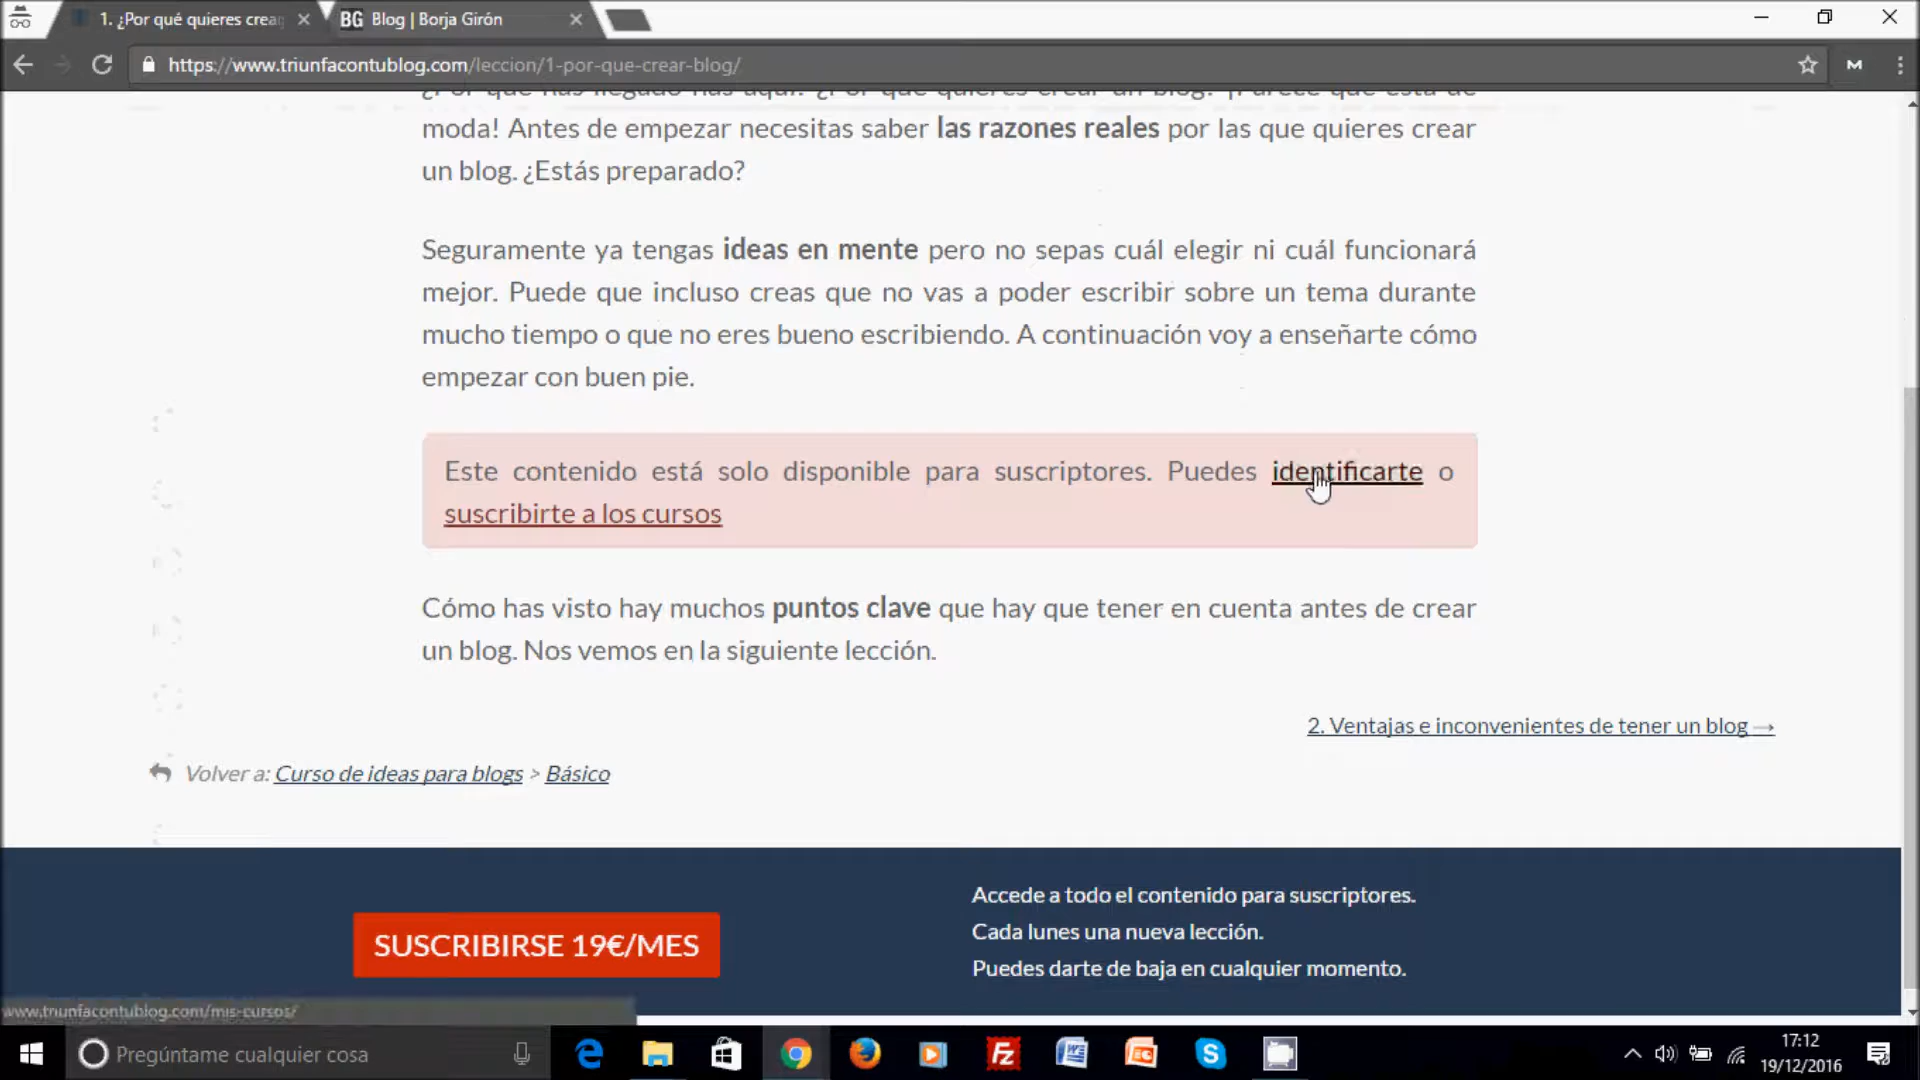 1. ¿Por qué quieres crea
BG Blog | Borja Girón
https://www.triunfacontublog.com/leccion/1-por-que-crear-blog/
moda! Antes de empezar necesitas saber las razones reales por las que quieres crear
un blog. ¿Estás preparado?
Seguramente ya tengas ideas en mente pero no sepas cuál elegir ni cuál funcionará
mejor. Puede que incluso creas que no vas a poder escribir sobre un tema durante
mucho tiempo o que no eres bueno escribiendo. A continuación voy a enseñarte cómo
empezar con buen pie.
Este contenido está solo disponible para suscriptores. Puedes identificarte o
suscribirte a los cursos
Cómo has visto hay muchos puntos clave que hay que tener en cuenta antes de crear
un blog. Nos vemos en la siguiente lección.
2. Ventajas e inconvenientes de tener un blog →
Volver a: Curso de ideas para blogs > Básico
SUSCRIBIRSE 19€/MES
Accede a todo el contenido para suscriptores.
Cada lunes una nueva lección.
Puedes darte de baja en cualquier momento.
www.triunfacontublog.com/mis-cursos/
Pregúntame cualquier cosa
17:12
19/12/2016